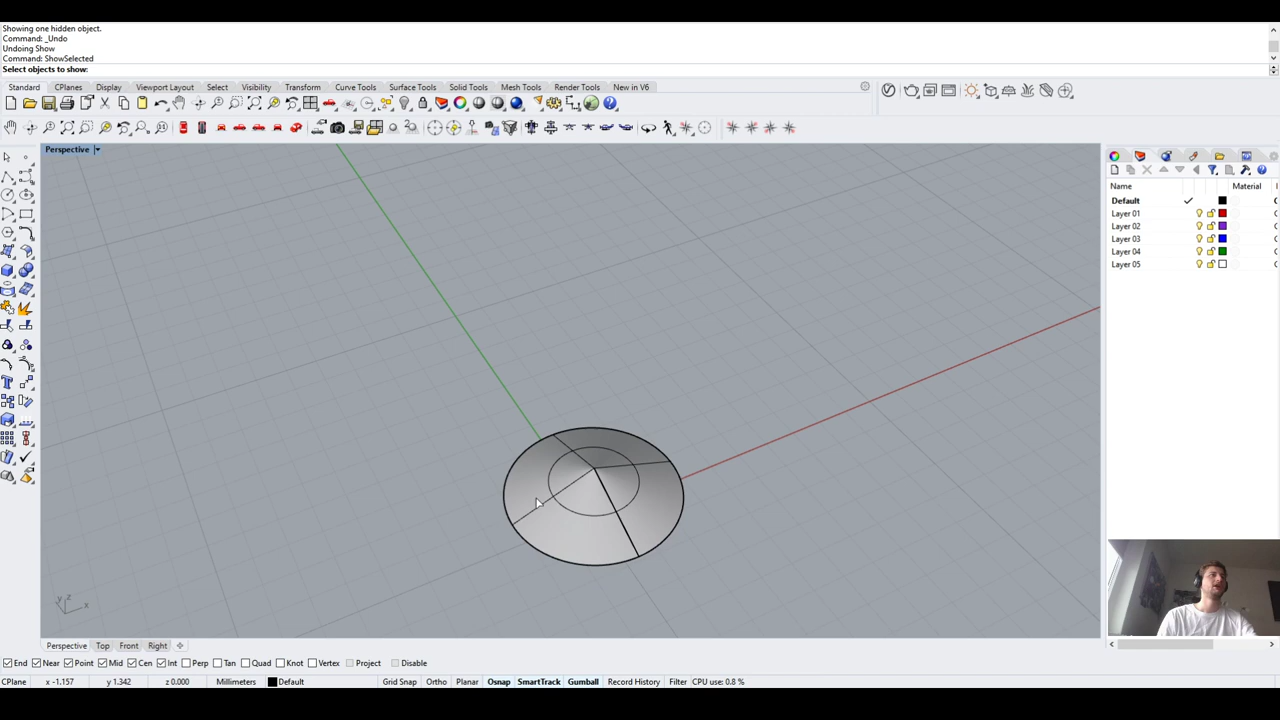 Showing one hidden object.
Command: _Undo
Undoing Show
Command: ShowSelected
Select objects to show:
Standard CPlanes Display Viewport Layout Select Visibility Transform Curve Tools Surface Tools Solid Tools Mesh Tools Render Tools New in V6
Perspective
Name Material
Default
Layer 01
Layer 02
Layer 03
Layer 04
Layer 05
z
y
x
Perspective Top Front Right
End Near Point Mid Cen Int Perp Tan Quad Knot Vertex Project Disable
CPlane x -1.157 y 1.342 z 0.000 Millimeters Default Grid Snap Ortho Planar Osnap SmartTrack Gumball Record History Filter CPU use: 0.8 %